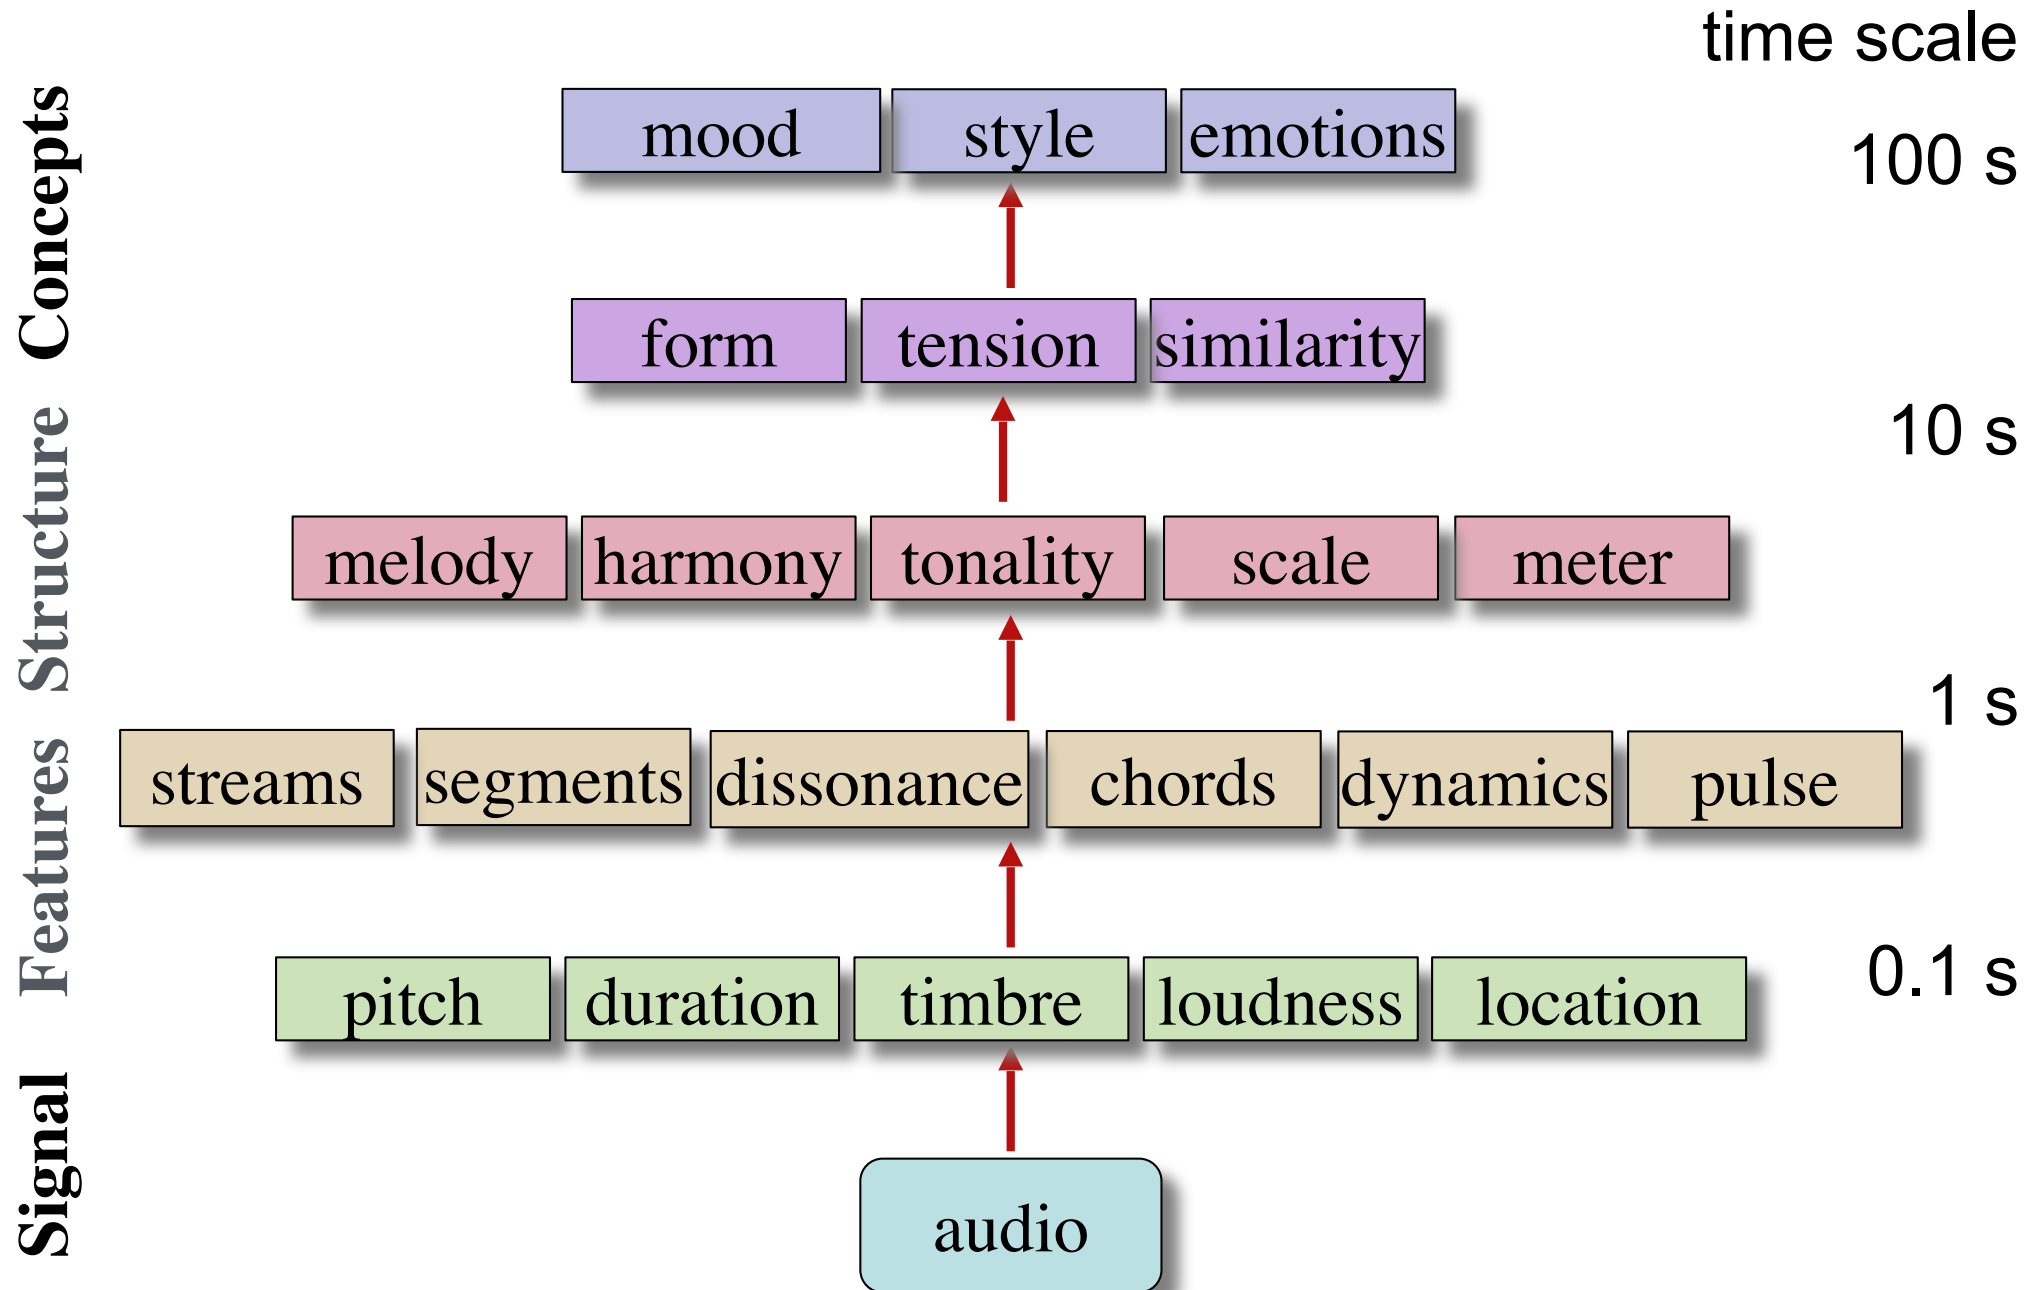 time scale
Concepts
mood style emotions
100 s
form tension similarity
10 s
Structure
melody harmony tonality scale meter
1 s
Features
streams segments dissonance chords dynamics pulse
0.1 s
pitch duration timbre loudness location
Signal
audio